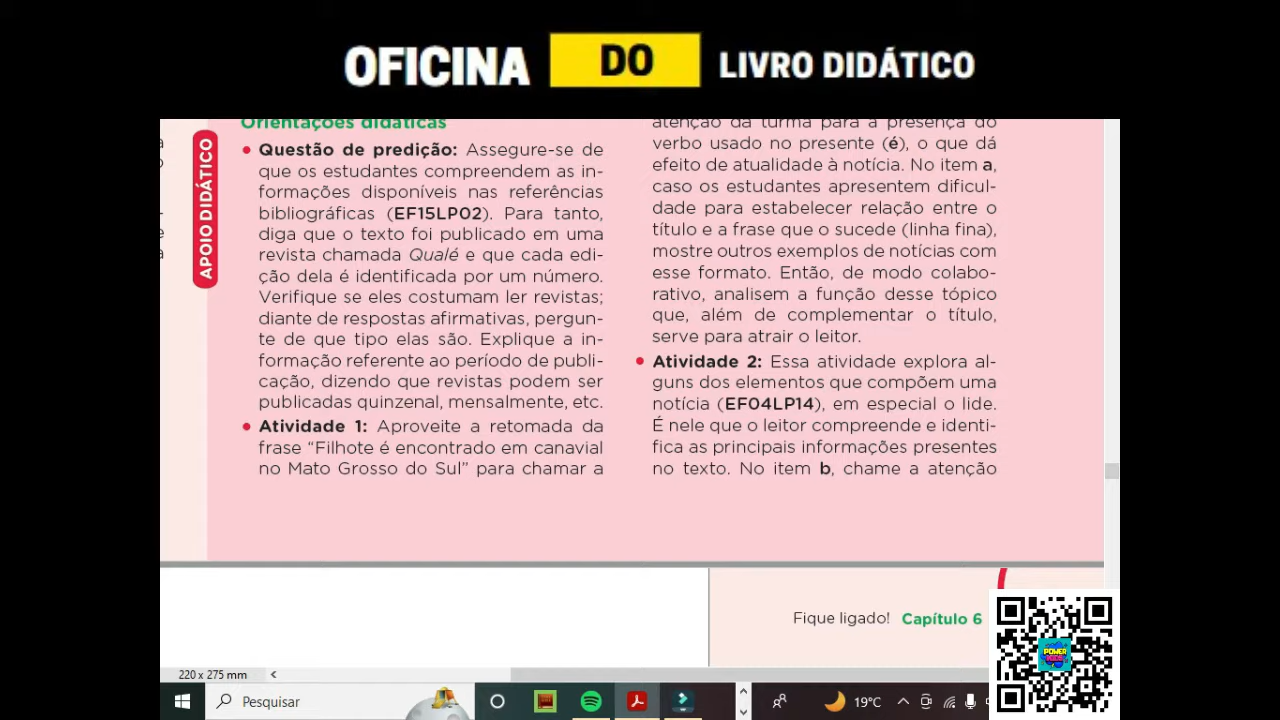 OFICINA DO LIVRO DIDÁTICO
APOIO DIDÁTICO
Orientações didáticas
• Questão de predição: Assegure-se de
que os estudantes compreendem as in-
formações disponíveis nas referências
bibliográficas (EF15LP02). Para tanto,
diga que o texto foi publicado em uma
revista chamada Qualé e que cada edi-
ção dela é identificada por um número.
Verifique se eles costumam ler revistas;
diante de respostas afirmativas, pergun-
te de que tipo elas são. Explique a in-
formação referente ao período de publi-
cação, dizendo que revistas podem ser
publicadas quinzenal, mensalmente, etc.
• Atividade 1: Aproveite a retomada da
frase “Filhote é encontrado em canavial
no Mato Grosso do Sul” para chamar a
atenção da turma para a presença do
verbo usado no presente (é), o que dá
efeito de atualidade à notícia. No item a,
caso os estudantes apresentem dificul-
dade para estabelecer relação entre o
título e a frase que o sucede (linha fina),
mostre outros exemplos de notícias com
esse formato. Então, de modo colabo-
rativo, analisem a função desse tópico
que, além de complementar o título,
serve para atrair o leitor.
• Atividade 2: Essa atividade explora al-
guns dos elementos que compõem uma
notícia (EF04LP14), em especial o lide.
É nele que o leitor compreende e identi-
fica as principais informações presentes
no texto. No item b, chame a atenção
Fique ligado! Capítulo 6
220 x 275 mm
Pesquisar
19°C